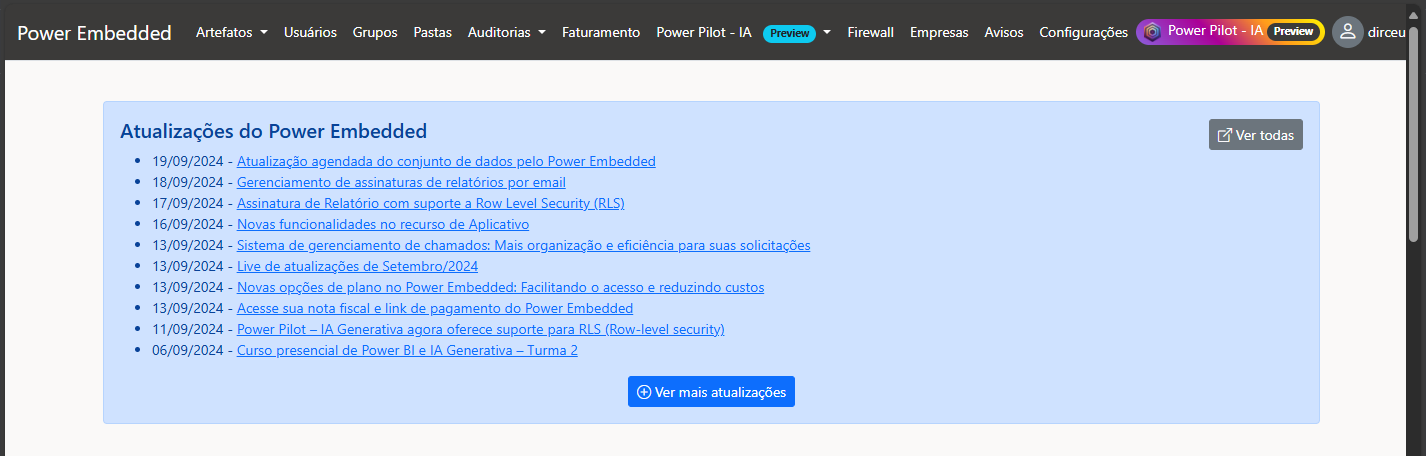 Power Embedded Artefatos Usuários Grupos Pastas Auditorias Faturamento Power Pilot - IA Preview Firewall Empresas Avisos Configurações Power Pilot - IA Preview dirceu
Atualizações do Power Embedded
Ver todas
19/09/2024 - Atualização agendada do conjunto de dados pelo Power Embedded
18/09/2024 - Gerenciamento de assinaturas de relatórios por email
17/09/2024 - Assinatura de Relatório com suporte a Row Level Security (RLS)
16/09/2024 - Novas funcionalidades no recurso de Aplicativo
13/09/2024 - Sistema de gerenciamento de chamados: Mais organização e eficiência para suas solicitações
13/09/2024 - Live de atualizações de Setembro/2024
13/09/2024 - Novas opções de plano no Power Embedded: Facilitando o acesso e reduzindo custos
13/09/2024 - Acesse sua nota fiscal e link de pagamento do Power Embedded
11/09/2024 - Power Pilot – IA Generativa agora oferece suporte para RLS (Row-level security)
06/09/2024 - Curso presencial de Power BI e IA Generativa – Turma 2
Ver mais atualizações